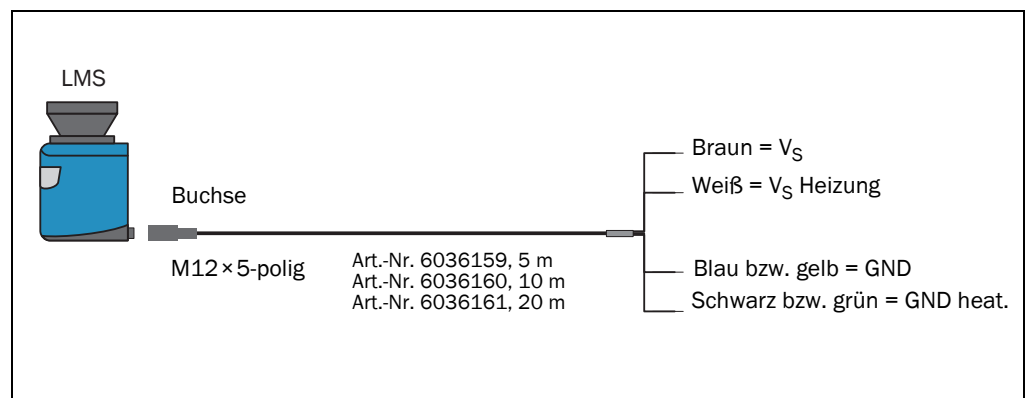 LMS
Buchse
M12 × 5-polig
Art.-Nr. 6036159, 5 m
Art.-Nr. 6036160, 10 m
Art.-Nr. 6036161, 20 m
Braun = VS
Weiß = VS Heizung
Blau bzw. gelb = GND
Schwarz bzw. grün = GND heat.